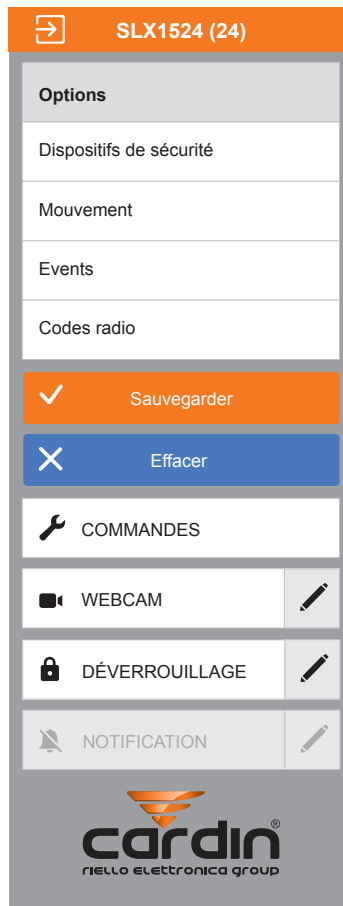 SLX1524 (24)
Options
Dispositifs de sécurité
Mouvement
Events
Codes radio
Sauvegarder
Effacer
COMMANDES
WEBCAM
DÉVERROUILLAGE
NOTIFICATION
cardin®
riello elettronica group